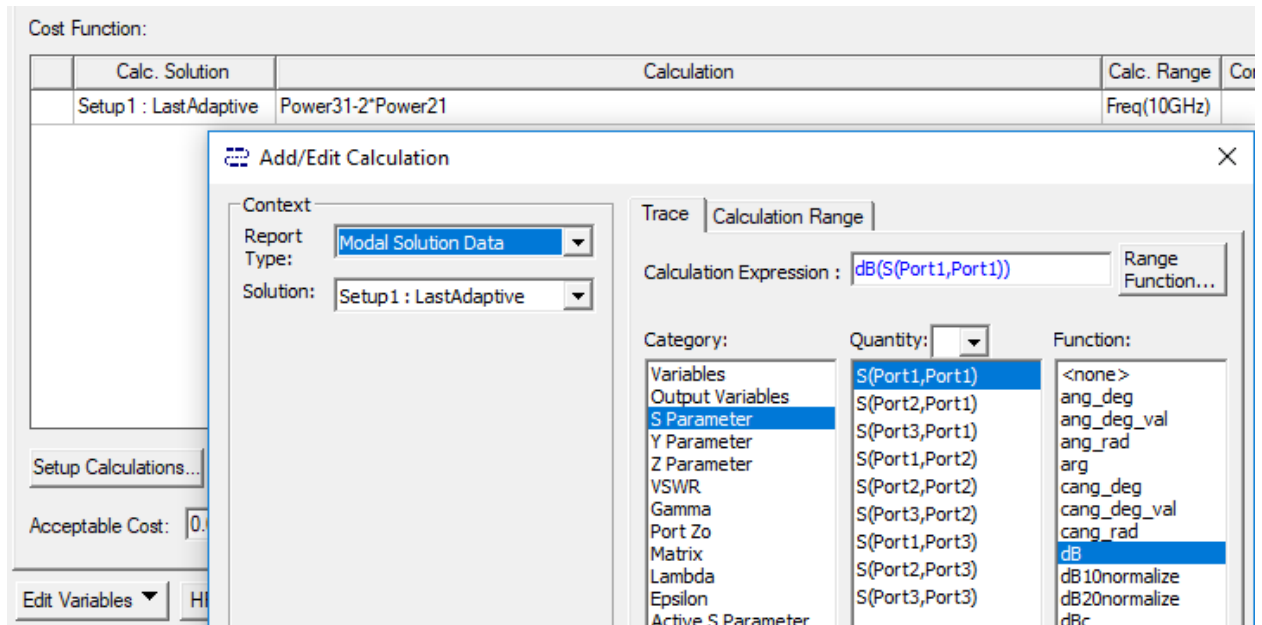 Cost Function:
Calc. Solution Calculation Calc. Range
Setup1 : LastAdaptive Power31-2*Power21 Freq(10GHz)
Add/Edit Calculation
Context
Report Type:
Modal Solution Data
Solution:
Setup1 : LastAdaptive
Trace Calculation Range
Calculation Expression : dB(S(Port1,Port1))
Range Function...
Category:
Variables
Output Variables
S Parameter
Y Parameter
Z Parameter
VSWR
Gamma
Port Zo
Matrix
Lambda
Epsilon
Active S Parameter
Quantity:
S(Port1,Port1)
S(Port2,Port1)
S(Port3,Port1)
S(Port1,Port2)
S(Port2,Port2)
S(Port3,Port2)
S(Port1,Port3)
S(Port2,Port3)
S(Port3,Port3)
Function:
<none>
ang_deg
ang_deg_val
ang_rad
arg
cang_deg
cang_deg_val
cang_rad
dB
dB10normalize
dB20normalize
dBc
Setup Calculations...
Acceptable Cost:
Edit Variables